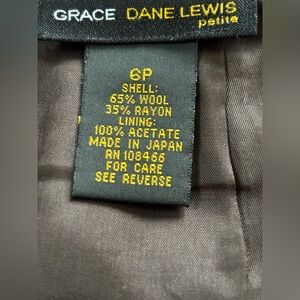 GRACE DANE LEWIS
petite
6P
SHELL:
65% WOOL
35% RAYON
LINING:
100% ACETATE
MADE IN JAPAN
RN 108466
FOR CARE
SEE REVERSE